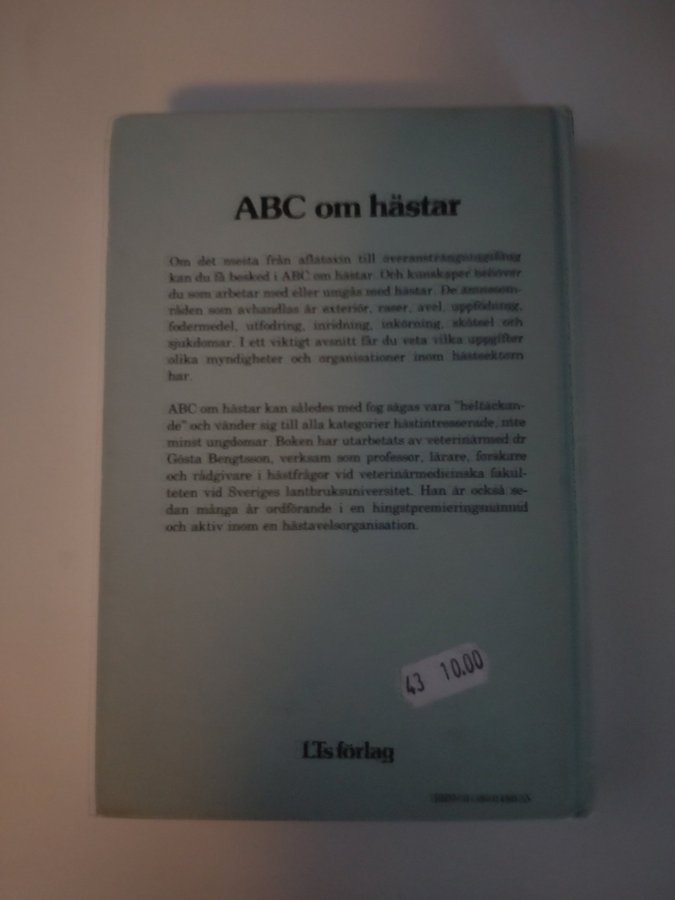 ABC om hästar
Om det mesta från aflatoxin till överansträngning
kan du få besked i ABC om hästar. Och kunskaper behöver
du som arbetar med eller umgås med hästar. De ämnesom-
råden som avhandlas är exteriör, raser, avel, uppfödning,
fodermedel, utfodring, inridning, inkörning, skötsel och
sjukdomar. I ett viktigt avsnitt får du veta vilka uppgifter
olika myndigheter och organisationer inom hästsektorn
har.
ABC om hästar kan således med fog sägas vara "heltäckan-
de" och vänder sig till alla kategorier hästintresserade, inte
minst ungdomar. Boken har utarbetats av veterinärmed dr
Gösta Bengtsson, verksam som professor, lärare, forskare
och rådgivare i hästfrågor vid veterinärmedicinska fakul-
teten vid Sveriges lantbruksuniversitet. Han är också se-
dan många år ordförande i en hingstpremieringsnämnd
och aktiv inom en hästavelsorganisation.
43 10.00
LTs förlag